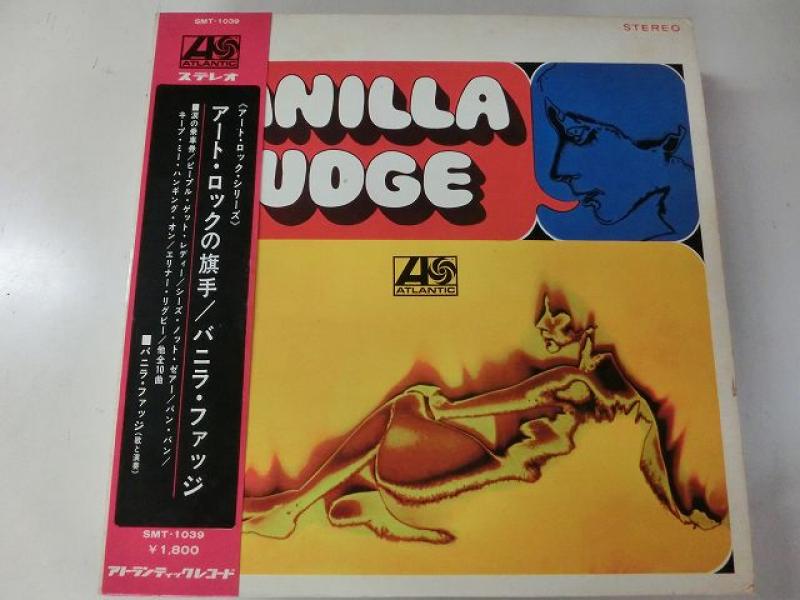 SMT-1039
ATLANTIC
ステレオ
《アート・ロック・シリーズ》
アート・ロックの旗手／バニラ・ファッジ
■涙の乗車券／ピープル・ゲット・レディー／シーズ・ノット・ゼアー／バン・バン／
キープ・ミー・ハンギング・オン／エリナー・リグビー／他全10曲
■バニラ・ファッジ(歌と演奏)
SMT-1039
￥1,800
アトランティックレコード
STEREO
ANILLA
UDGE
ATLANTIC